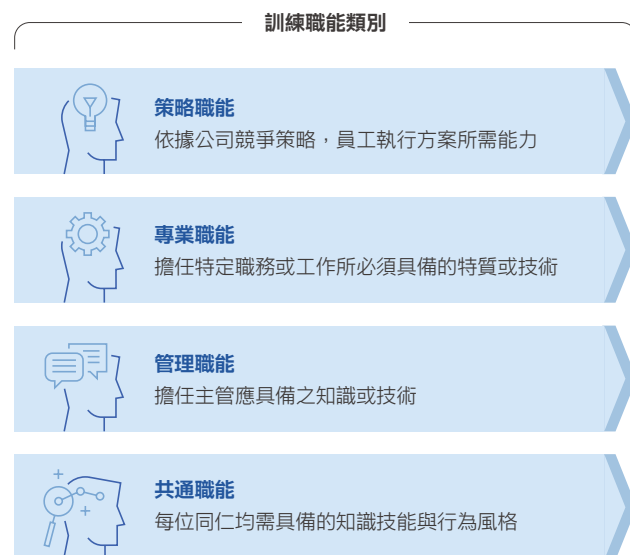 訓練職能類別
策略職能
依據公司競爭策略，員工執行方案所需能力
專業職能
擔任特定職務或工作所必須具備的特質或技術
管理職能
擔任主管應具備之知識或技術
共通職能
每位同仁均需具備的知識技能與行為風格